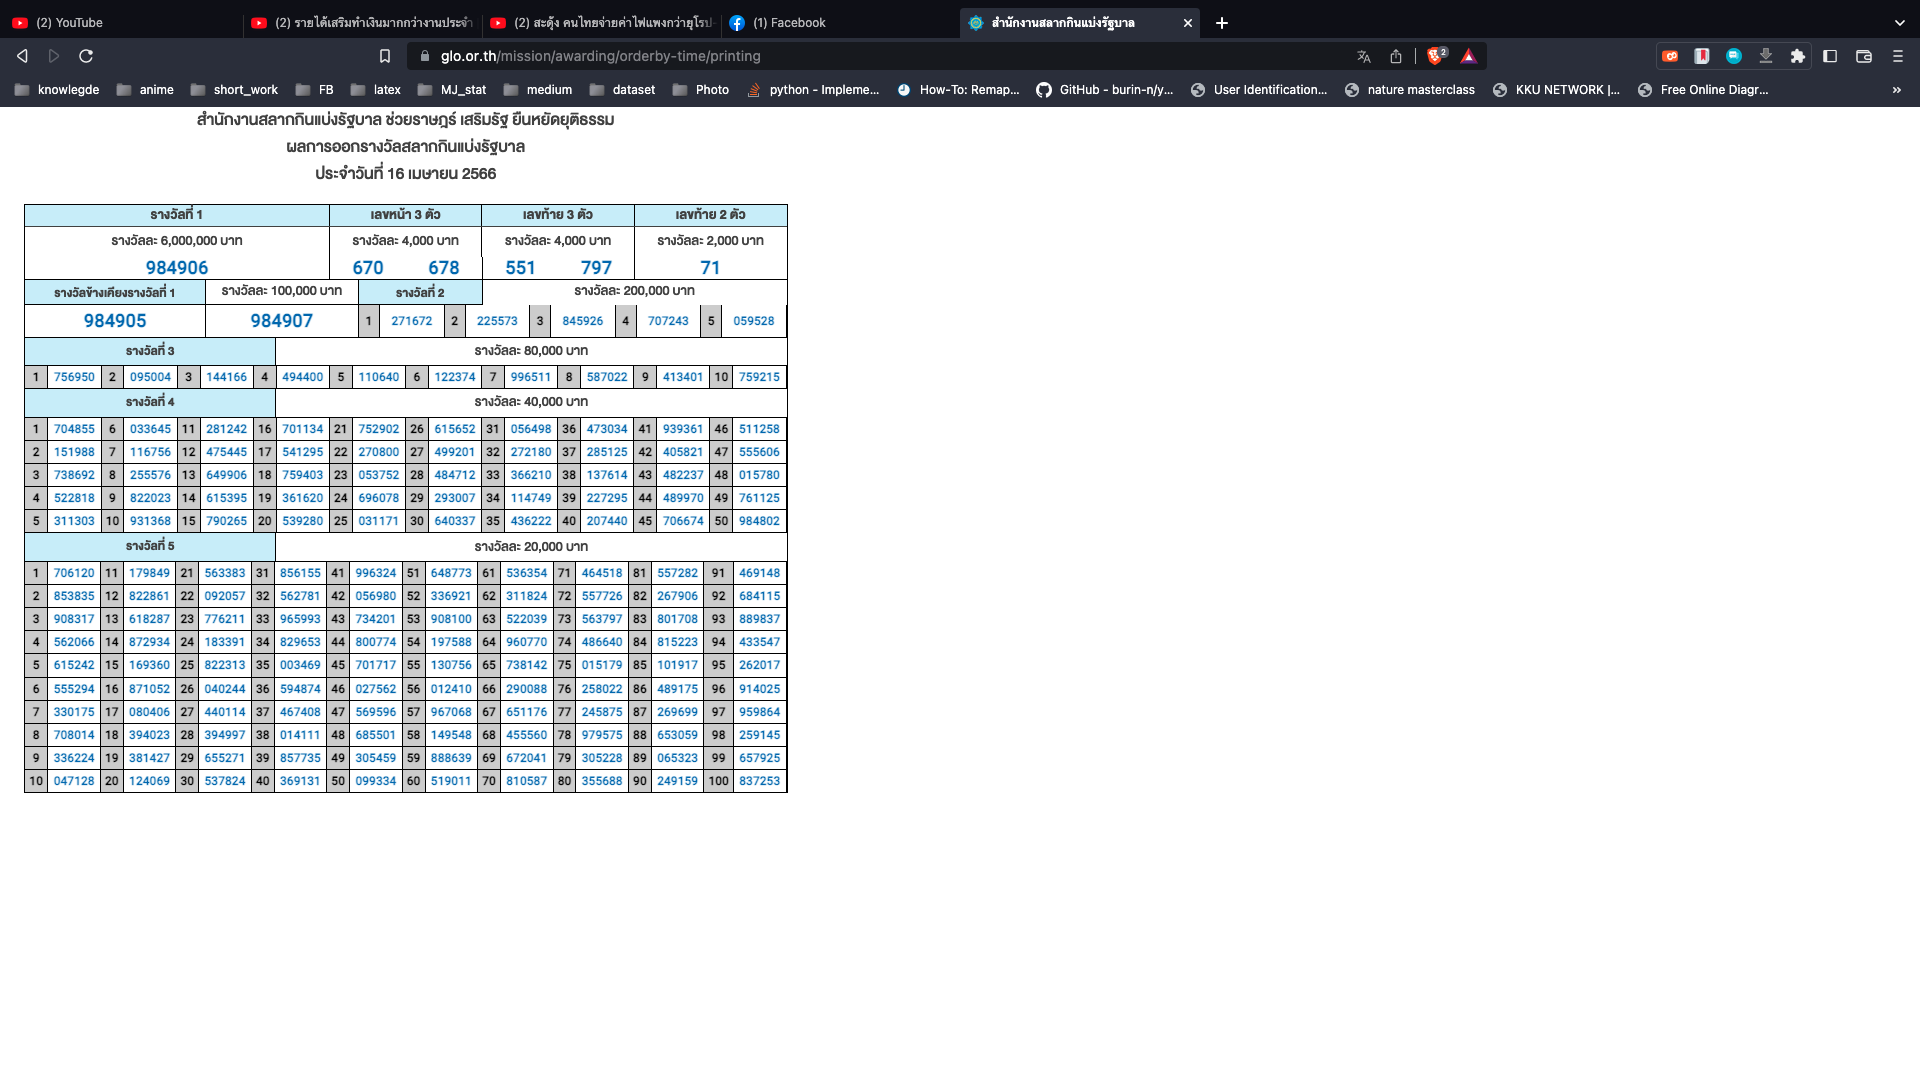 (2) YouTube (2) รายได้เสริมทำเงินมากกว่างานประจำ (2) สะดุ้ง คนไทยจ่ายค่าไฟแพงกว่ายุโรป (1) Facebook สำนักงานสลากกินแบ่งรัฐบาล
glo.or.th/mission/awarding/orderby-time/printing 2
knowlegde anime short_work FB latex MJ_stat medium dataset Photo python - Impleme... How-To: Remap... GitHub - burin-n/y... User Identification... nature masterclass KKU NETWORK |... Free Online Diagr... »
สำนักงานสลากกินแบ่งรัฐบาล ช่วยราษฎร์ เสริมรัฐ ยืนหยัดยุติธรรม
ผลการออกรางวัลสลากกินแบ่งรัฐบาล
ประจำวันที่ 16 เมษายน 2566
รางวัลที่ 1 เลขหน้า 3 ตัว เลขท้าย 3 ตัว เลขท้าย 2 ตัว
รางวัลละ 6,000,000 บาท รางวัลละ 4,000 บาท รางวัลละ 4,000 บาท รางวัลละ 2,000 บาท
984906 670 678 551 797 71
รางวัลข้างเคียงรางวัลที่ 1 รางวัลละ 100,000 บาท รางวัลที่ 2 รางวัลละ 200,000 บาท
984905 984907 1 271672 2 225573 3 845926 4 707243 5 059528
รางวัลที่ 3 รางวัลละ 80,000 บาท
1 756950 2 095004 3 144166 4 494400 5 110640 6 122374 7 996511 8 587022 9 413401 10 759215
รางวัลที่ 4 รางวัลละ 40,000 บาท
1 704855 6 033645 11 281242 16 701134 21 752902 26 615652 31 056498 36 473034 41 939361 46 511258
2 151988 7 116756 12 475445 17 541295 22 270800 27 499201 32 272180 37 285125 42 405821 47 555606
3 738692 8 255576 13 649906 18 759403 23 053752 28 484712 33 366210 38 137614 43 482237 48 015780
4 522818 9 822023 14 615395 19 361620 24 696078 29 293007 34 114749 39 227295 44 489970 49 761125
5 311303 10 931368 15 790265 20 539280 25 031171 30 640337 35 436222 40 207440 45 706674 50 984802
รางวัลที่ 5 รางวัลละ 20,000 บาท
1 706120 11 179849 21 563383 31 856155 41 996324 51 648773 61 536354 71 464518 81 557282 91 469148
2 853835 12 822861 22 092057 32 562781 42 056980 52 336921 62 311824 72 557726 82 267906 92 684115
3 908317 13 618287 23 776211 33 965993 43 734201 53 908100 63 522039 73 563797 83 801708 93 889837
4 562066 14 872934 24 183391 34 829653 44 800774 54 197588 64 960770 74 486640 84 815223 94 433547
5 615242 15 169360 25 822313 35 003469 45 701717 55 130756 65 738142 75 015179 85 101917 95 262017
6 555294 16 871052 26 040244 36 594874 46 027562 56 012410 66 290088 76 258022 86 489175 96 914025
7 330175 17 080406 27 440114 37 467408 47 569596 57 967068 67 651176 77 245875 87 269699 97 959864
8 708014 18 394023 28 394997 38 014111 48 685501 58 149548 68 455560 78 979575 88 653059 98 259145
9 336224 19 381427 29 655271 39 857735 49 305459 59 888639 69 672041 79 305228 89 065323 99 657925
10 047128 20 124069 30 537824 40 369131 50 099334 60 519011 70 810587 80 355688 90 249159 100 837253